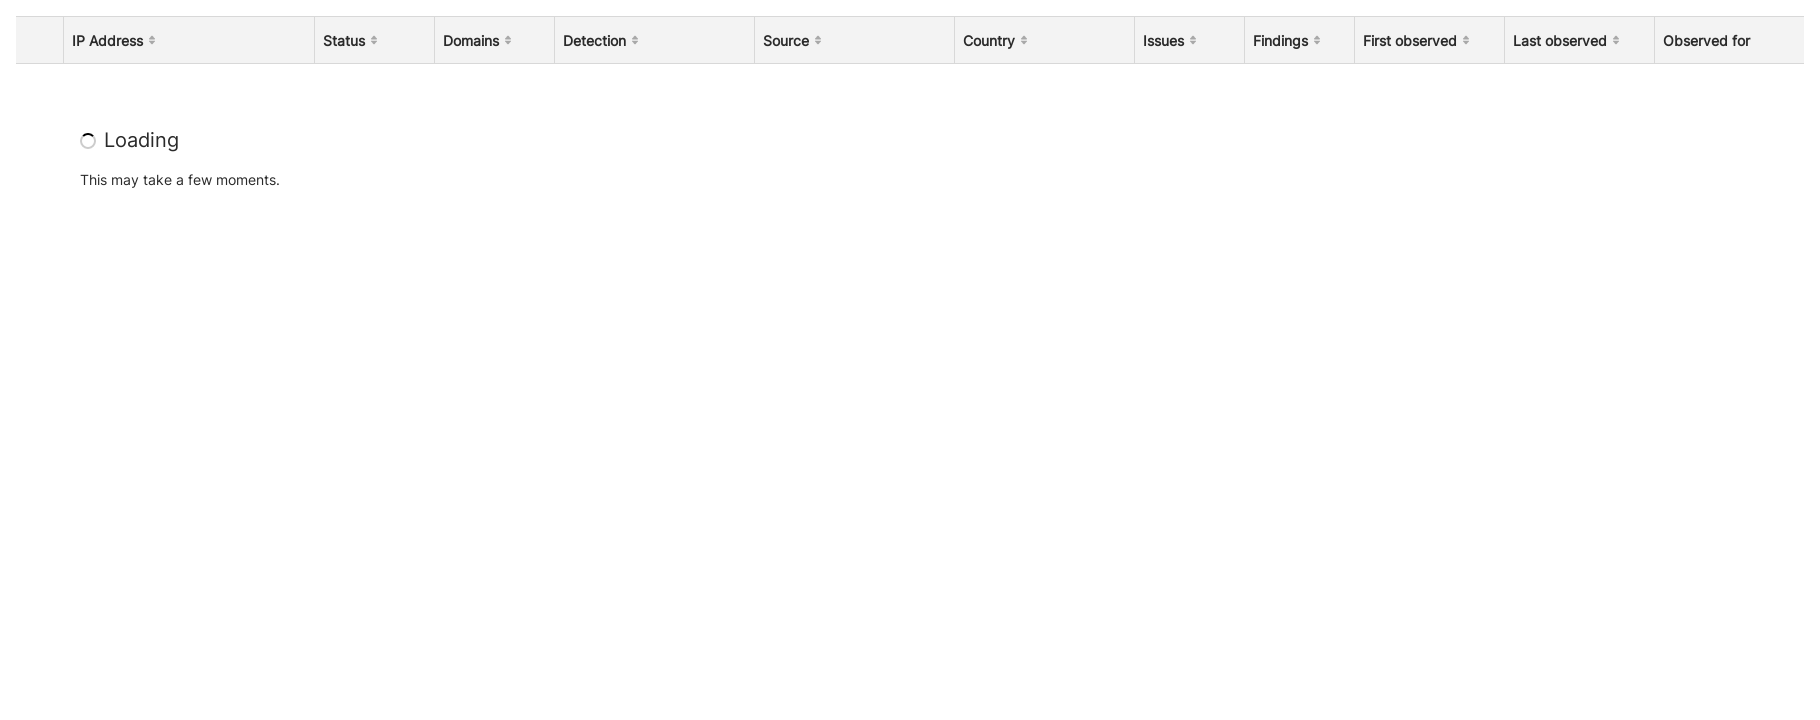 IP Address Status Domains Detection Source Country Issues Findings First observed Last observed Observed for
Loading
This may take a few moments.